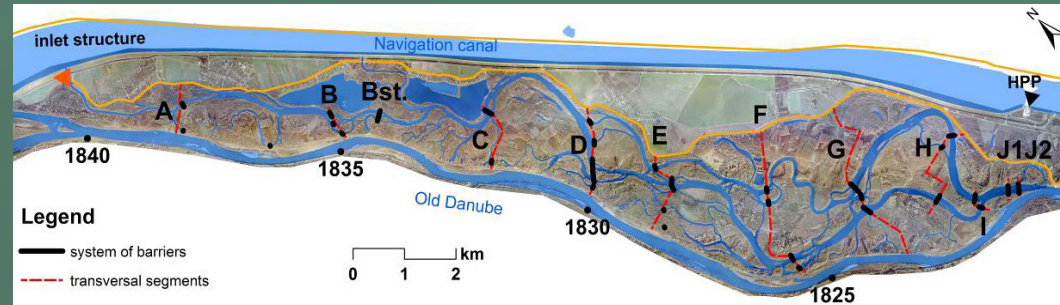 N
inlet structure
Navigation canal
HPP
A
B
Bst.
C
D
E
F
G
H
J1 J2
I
1840
1835
1830
1825
Old Danube
Legend
system of barriers
transversal segments
km
0 1 2